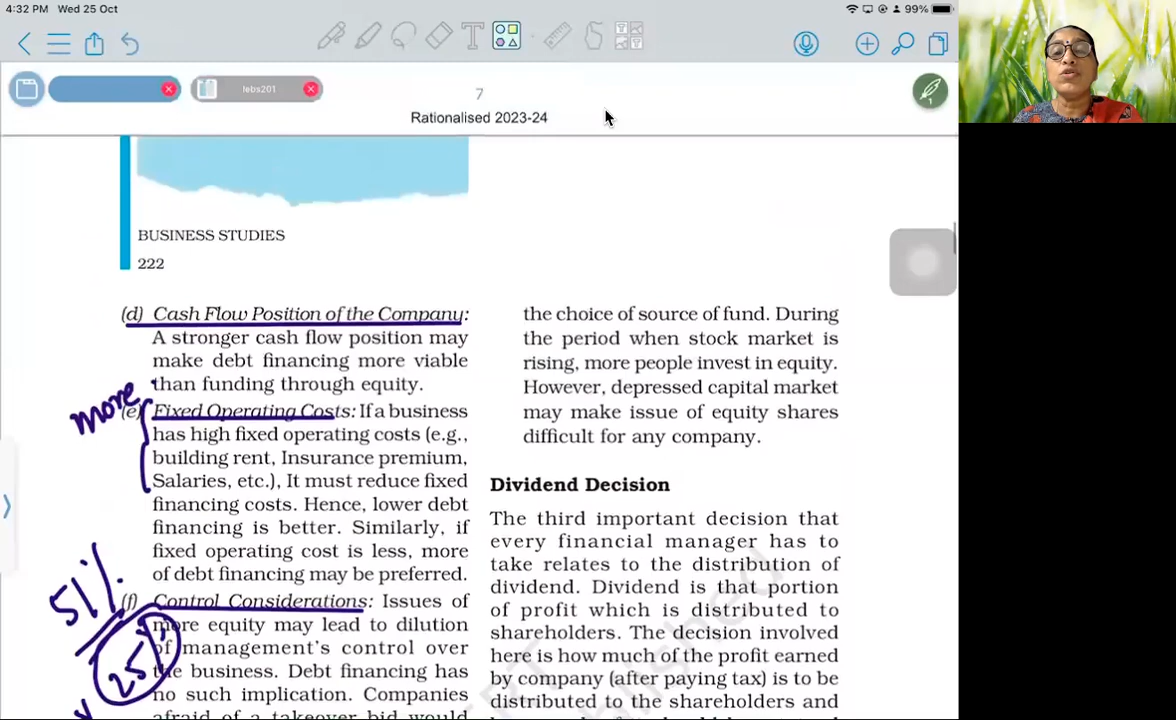 4:32 PM Wed 25 Oct
99%
lebs201
7
Rationalised 2023-24
1
BUSINESS STUDIES
222
(d) Cash Flow Position of the Company:
A stronger cash flow position may
make debt financing more viable
than funding through equity.
more
(e) Fixed Operating Costs: If a business
has high fixed operating costs (e.g.,
building rent, Insurance premium,
Salaries, etc.), It must reduce fixed
financing costs. Hence, lower debt
financing is better. Similarly, if
fixed operating cost is less, more
of debt financing may be preferred.
51%
(f) Control Considerations: Issues of
more equity may lead to dilution
of management's control over
25%
the business. Debt financing has
no such implication. Companies
afraid of a takeover bid would
the choice of source of fund. During
the period when stock market is
rising, more people invest in equity.
However, depressed capital market
may make issue of equity shares
difficult for any company.
Dividend Decision
The third important decision that
every financial manager has to
take relates to the distribution of
dividend. Dividend is that portion
of profit which is distributed to
shareholders. The decision involved
here is how much of the profit earned
by company (after paying tax) is to be
distributed to the shareholders and